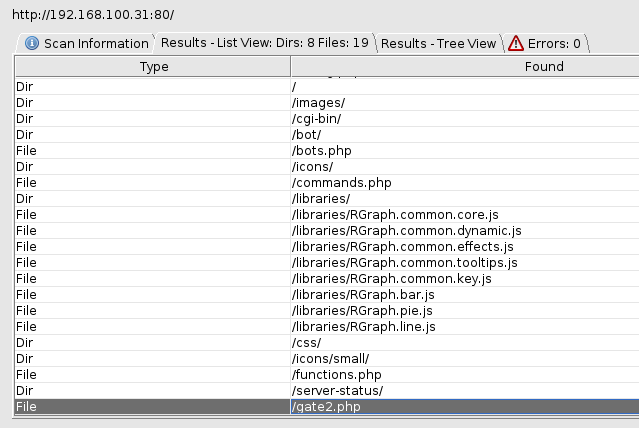 http://192.168.100.31:80/
Scan Information Results - List View: Dirs: 8 Files: 19 Results - Tree View Errors: 0
Type Found
Dir /
Dir /images/
Dir /cgi-bin/
Dir /bot/
File /bots.php
Dir /icons/
File /commands.php
Dir /libraries/
File /libraries/RGraph.common.core.js
File /libraries/RGraph.common.dynamic.js
File /libraries/RGraph.common.effects.js
File /libraries/RGraph.common.tooltips.js
File /libraries/RGraph.common.key.js
File /libraries/RGraph.bar.js
File /libraries/RGraph.pie.js
File /libraries/RGraph.line.js
Dir /css/
Dir /icons/small/
File /functions.php
Dir /server-status/
File /gate2.php